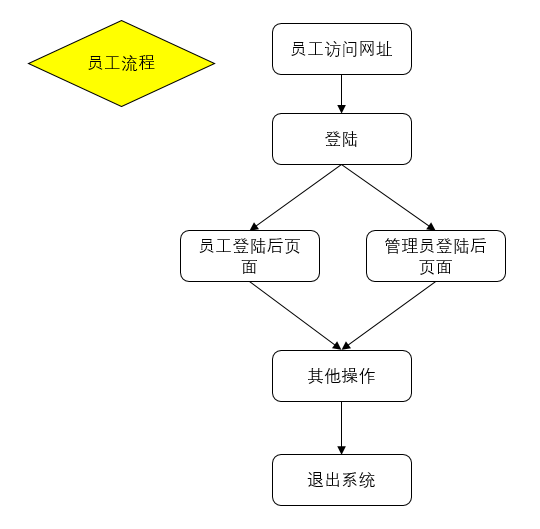 员工流程
员工访问网址
登陆
员工登陆后页
面
管理员登陆后
页面
其他操作
退出系统